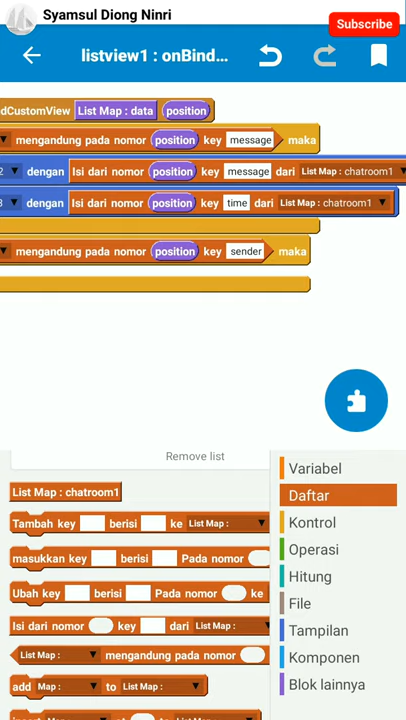 Syamsul Diong Ninri
Subscribe
listview1 : onBind...
dCustomView List Map : data position
mengandung pada nomor position key message maka
2 dengan Isi dari nomor position key message dari List Map : chatroom1
3 dengan Isi dari nomor position key time dari List Map : chatroom1
mengandung pada nomor position key sender maka
Remove list
List Map : chatroom1
Tambah key berisi ke List Map :
masukkan key berisi Pada nomor
Ubah key berisi Pada nomor ke
Isi dari nomor key dari List Map :
List Map : mengandung pada nomor
add Map : to List Map :
Variabel
Daftar
Kontrol
Operasi
Hitung
File
Tampilan
Komponen
Blok lainnya